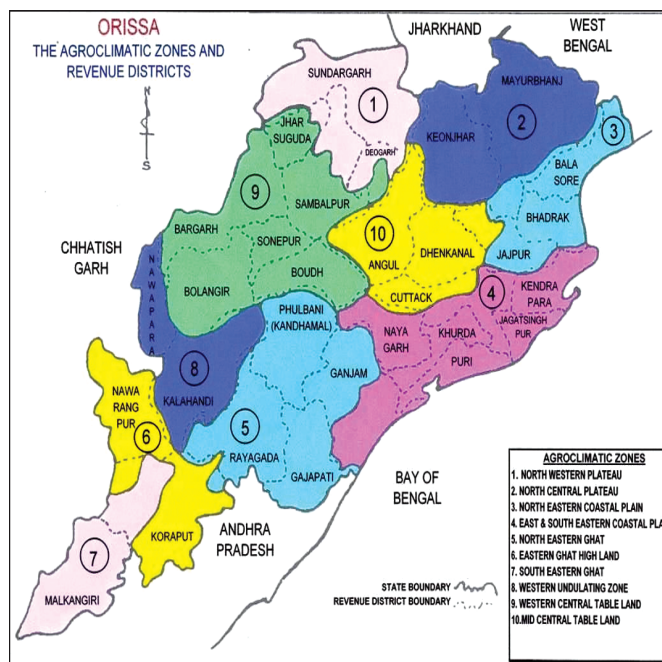 ORISSA
THE AGROCLIMATIC ZONES AND
REVENUE DISTRICTS
N
S
JHARKHAND
WEST
BENGAL
SUNDARGARH
1
MAYURBHANJ
2
KEONJHAR
3
JHAR
SUGUDA
DEOGARH
BALA
SORE
9
SAMBALPUR
BHADRAK
BARGARH
SONEPUR
10
ANGUL
DHENKANAL
JAJPUR
CHHATISH
GARH
NAWAPARA
BOLANGIR
BOUDH
CUTTACK
4
KENDRA
PARA
PHULBANI
(KANDHAMAL)
NAYA
GARH
KHURDA
JAGATSINGH
PUR
PURI
8
KALAHANDI
GANJAM
NAWA
RANG
PUR
6
5
RAYAGADA
GAJAPATI
BAY OF
BENGAL
KORAPUT
ANDHRA
PRADESH
7
MALKANGIRI
STATE BOUNDARY
REVENUE DISTRICT BOUNDARY
AGROCLIMATIC ZONES
1. NORTH WESTERN PLATEAU
2. NORTH CENTRAL PLATEAU
3. NORTH EASTERN COASTAL PLAIN
4. EAST & SOUTH EASTERN COASTAL PLA
5. NORTH EASTERN GHAT
6. EASTERN GHAT HIGH LAND
7. SOUTH EASTERN GHAT
8. WESTERN UNDULATING ZONE
9. WESTERN CENTRAL TABLE LAND
10.MID CENTRAL TABLE LAND